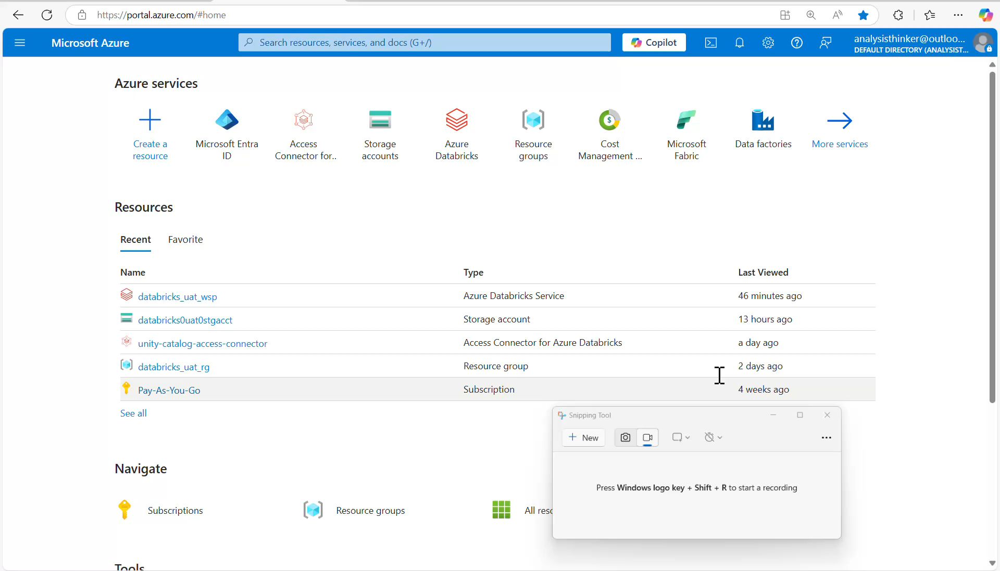 https://portal.azure.com/#home
Microsoft Azure
Search resources, services, and docs (G+/)
Copilot
analysisthinker@outloo...
DEFAULT DIRECTORY (ANALYSIST...
Azure services
Create a resource
Microsoft Entra ID
Access Connector for..
Storage accounts
Azure Databricks
Resource groups
Cost Management ...
Microsoft Fabric
Data factories
More services
Resources
Recent Favorite
Name Type Last Viewed
databricks_uat_wsp Azure Databricks Service 46 minutes ago
databricks0uat0stgacct Storage account 13 hours ago
unity-catalog-access-connector Access Connector for Azure Databricks a day ago
databricks_uat_rg Resource group 2 days ago
Pay-As-You-Go Subscription 4 weeks ago
See all
Snipping Tool
New
Press Windows logo key + Shift + R to start a recording
Navigate
Subscriptions Resource groups All reso
Tools